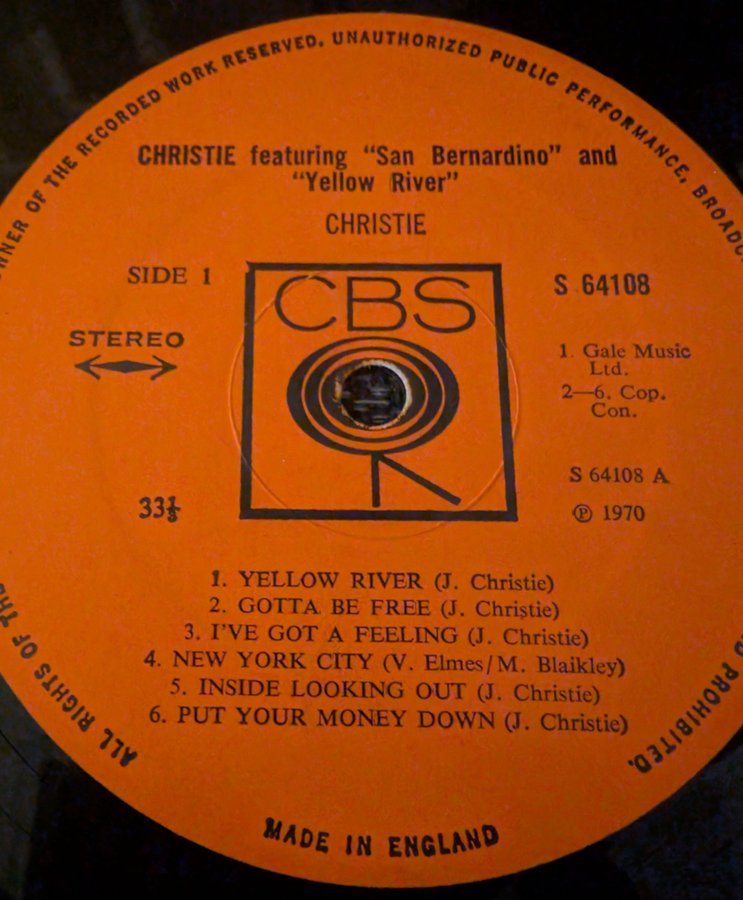 OWNER OF THE RECORDED WORK RESERVED. UNAUTHORIZED PUBLIC PERFORMANCE,
CHRISTIE featuring "San Bernardino" and
"Yellow River"
CHRISTIE
SIDE 1
S 64108
STEREO
CBS
1. Gale Music
Ltd.
2—6. Cop.
Con.
S 64108 A
33⅓
℗ 1970
1. YELLOW RIVER (J. Christie)
2. GOTTA BE FREE (J. Christie)
3. I'VE GOT A FEELING (J. Christie)
4. NEW YORK CITY (V. Elmes/M. Blaikley)
5. INSIDE LOOKING OUT (J. Christie)
6. PUT YOUR MONEY DOWN (J. Christie)
ALL RIGHTS OF THE
PROHIBITED.
MADE IN ENGLAND